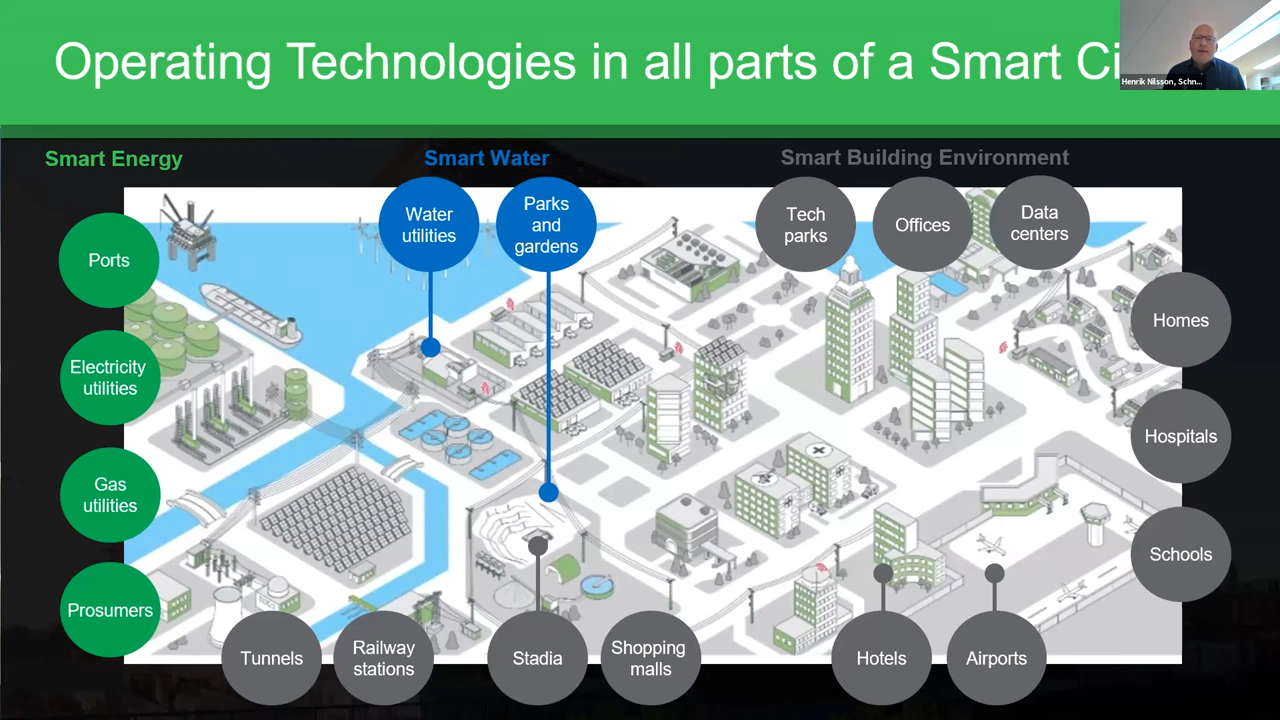 Operating Technologies in all parts of a Smart Ci
Henrik Nilsson, Schn...
Smart Energy
Smart Water
Smart Building Environment
Water
utilities
Parks
and
gardens
Tech
parks
Offices
Data
centers
Ports
Homes
Electricity
utilities
Hospitals
Gas
utilities
Schools
Prosumers
Tunnels
Railway
stations
Stadia
Shopping
malls
Hotels
Airports